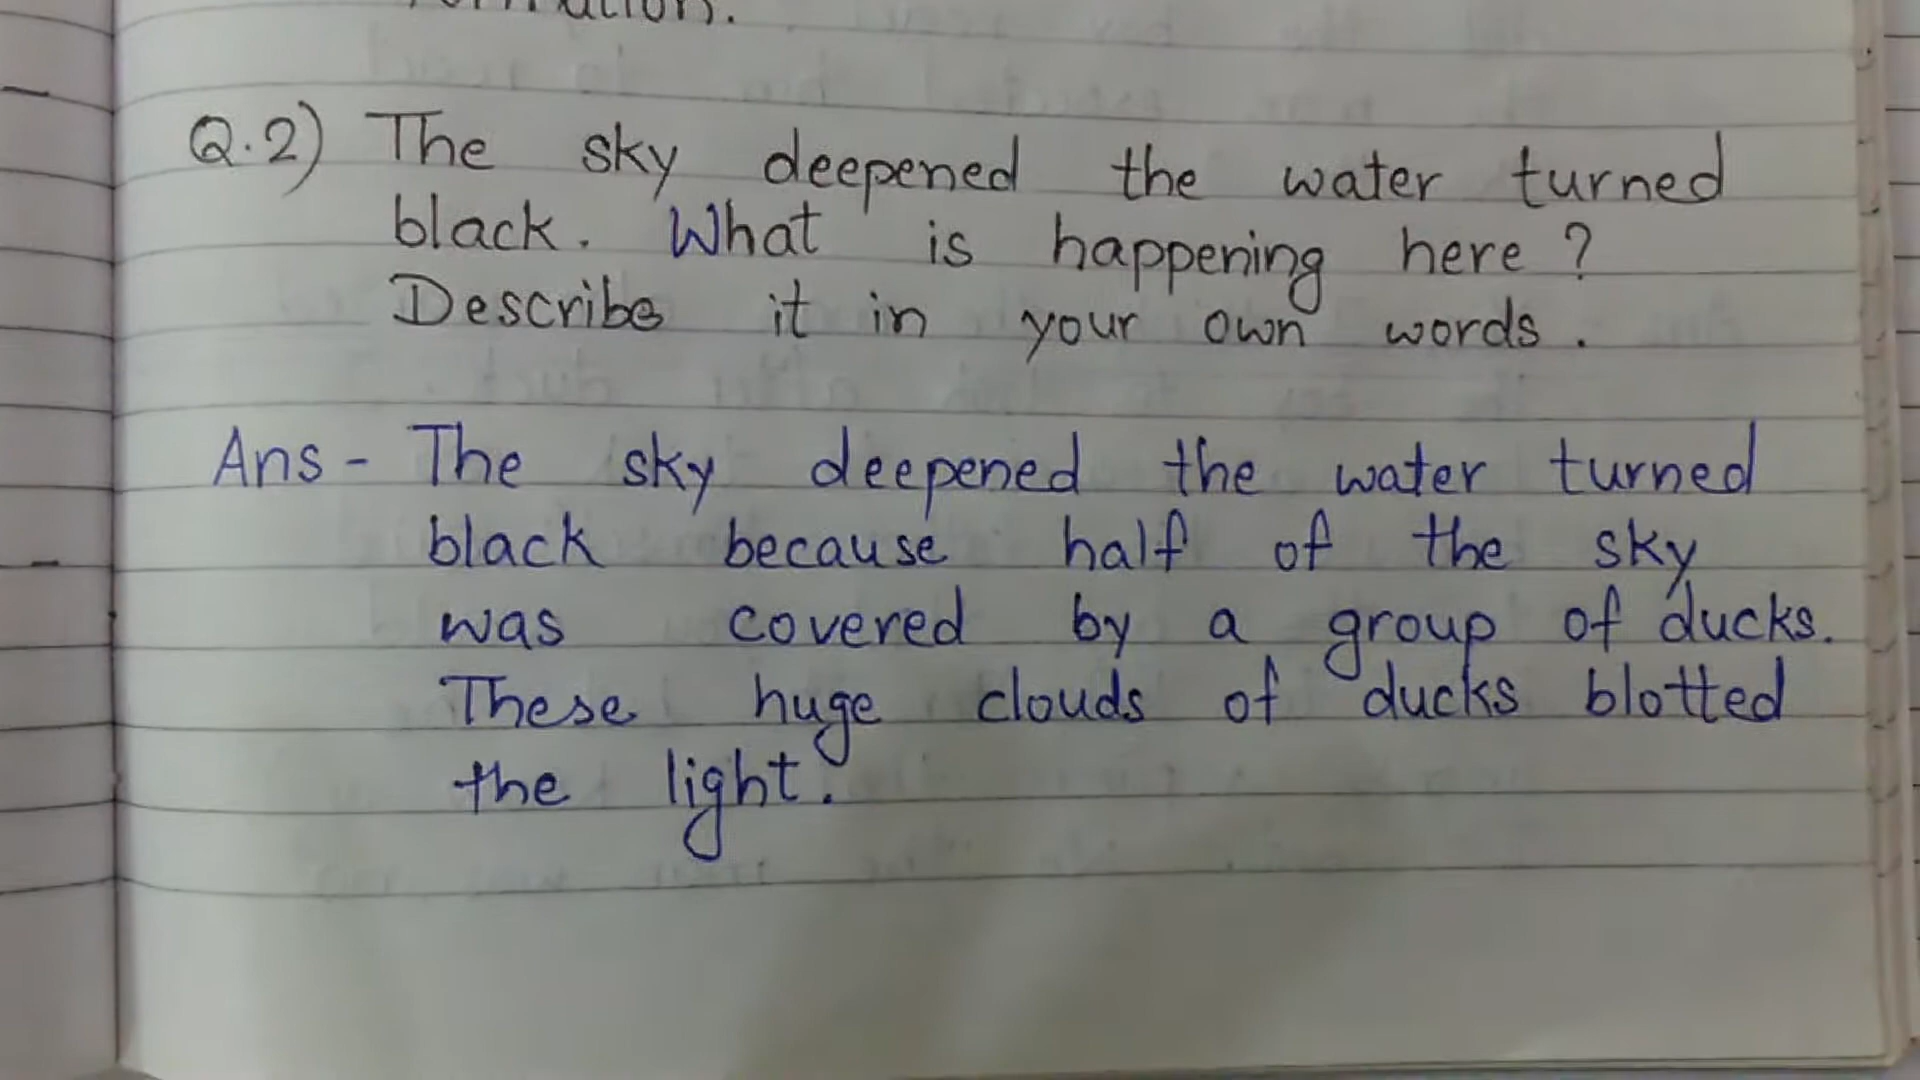 Q.2) The sky deepened the water turned
black. What is happening here ?
Describe it in your own words.
Ans - The sky deepened the water turned
black because half of the sky
was covered by a group of ducks.
These huge clouds of ducks blotted
the light.